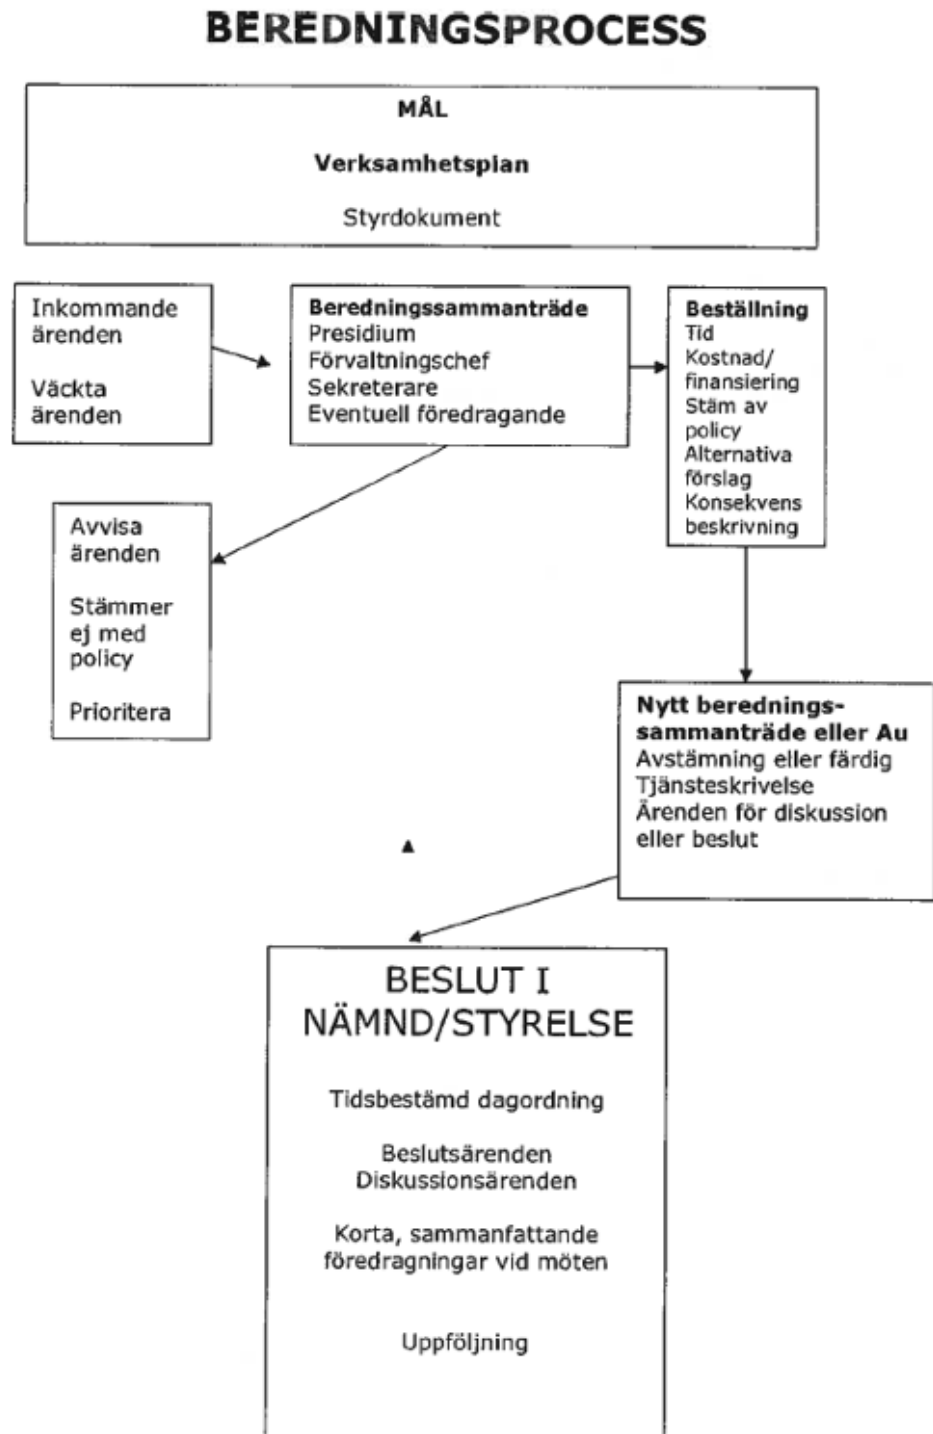 BEREDNINGSPROCESS
MÅL
Verksamhetsplan
Styrdokument
Inkommande
ärenden
Väckta
ärenden
Beredningssammanträde
Presidium
Förvaltningschef
Sekreterare
Eventuell föredragande
Beställning
Tid
Kostnad/
finansiering
Stäm av
policy
Alternativa
förslag
Konsekvens
beskrivning
Avvisa
ärenden
Stämmer
ej med
policy
Prioritera
Nytt berednings-
sammanträde eller Au
Avstämning eller färdig
Tjänsteskrivelse
Ärenden för diskussion
eller beslut
BESLUT I
NÄMND/STYRELSE
Tidsbestämd dagordning
Beslutsärenden
Diskussionsärenden
Korta, sammanfattande
föredragningar vid möten
Uppföljning